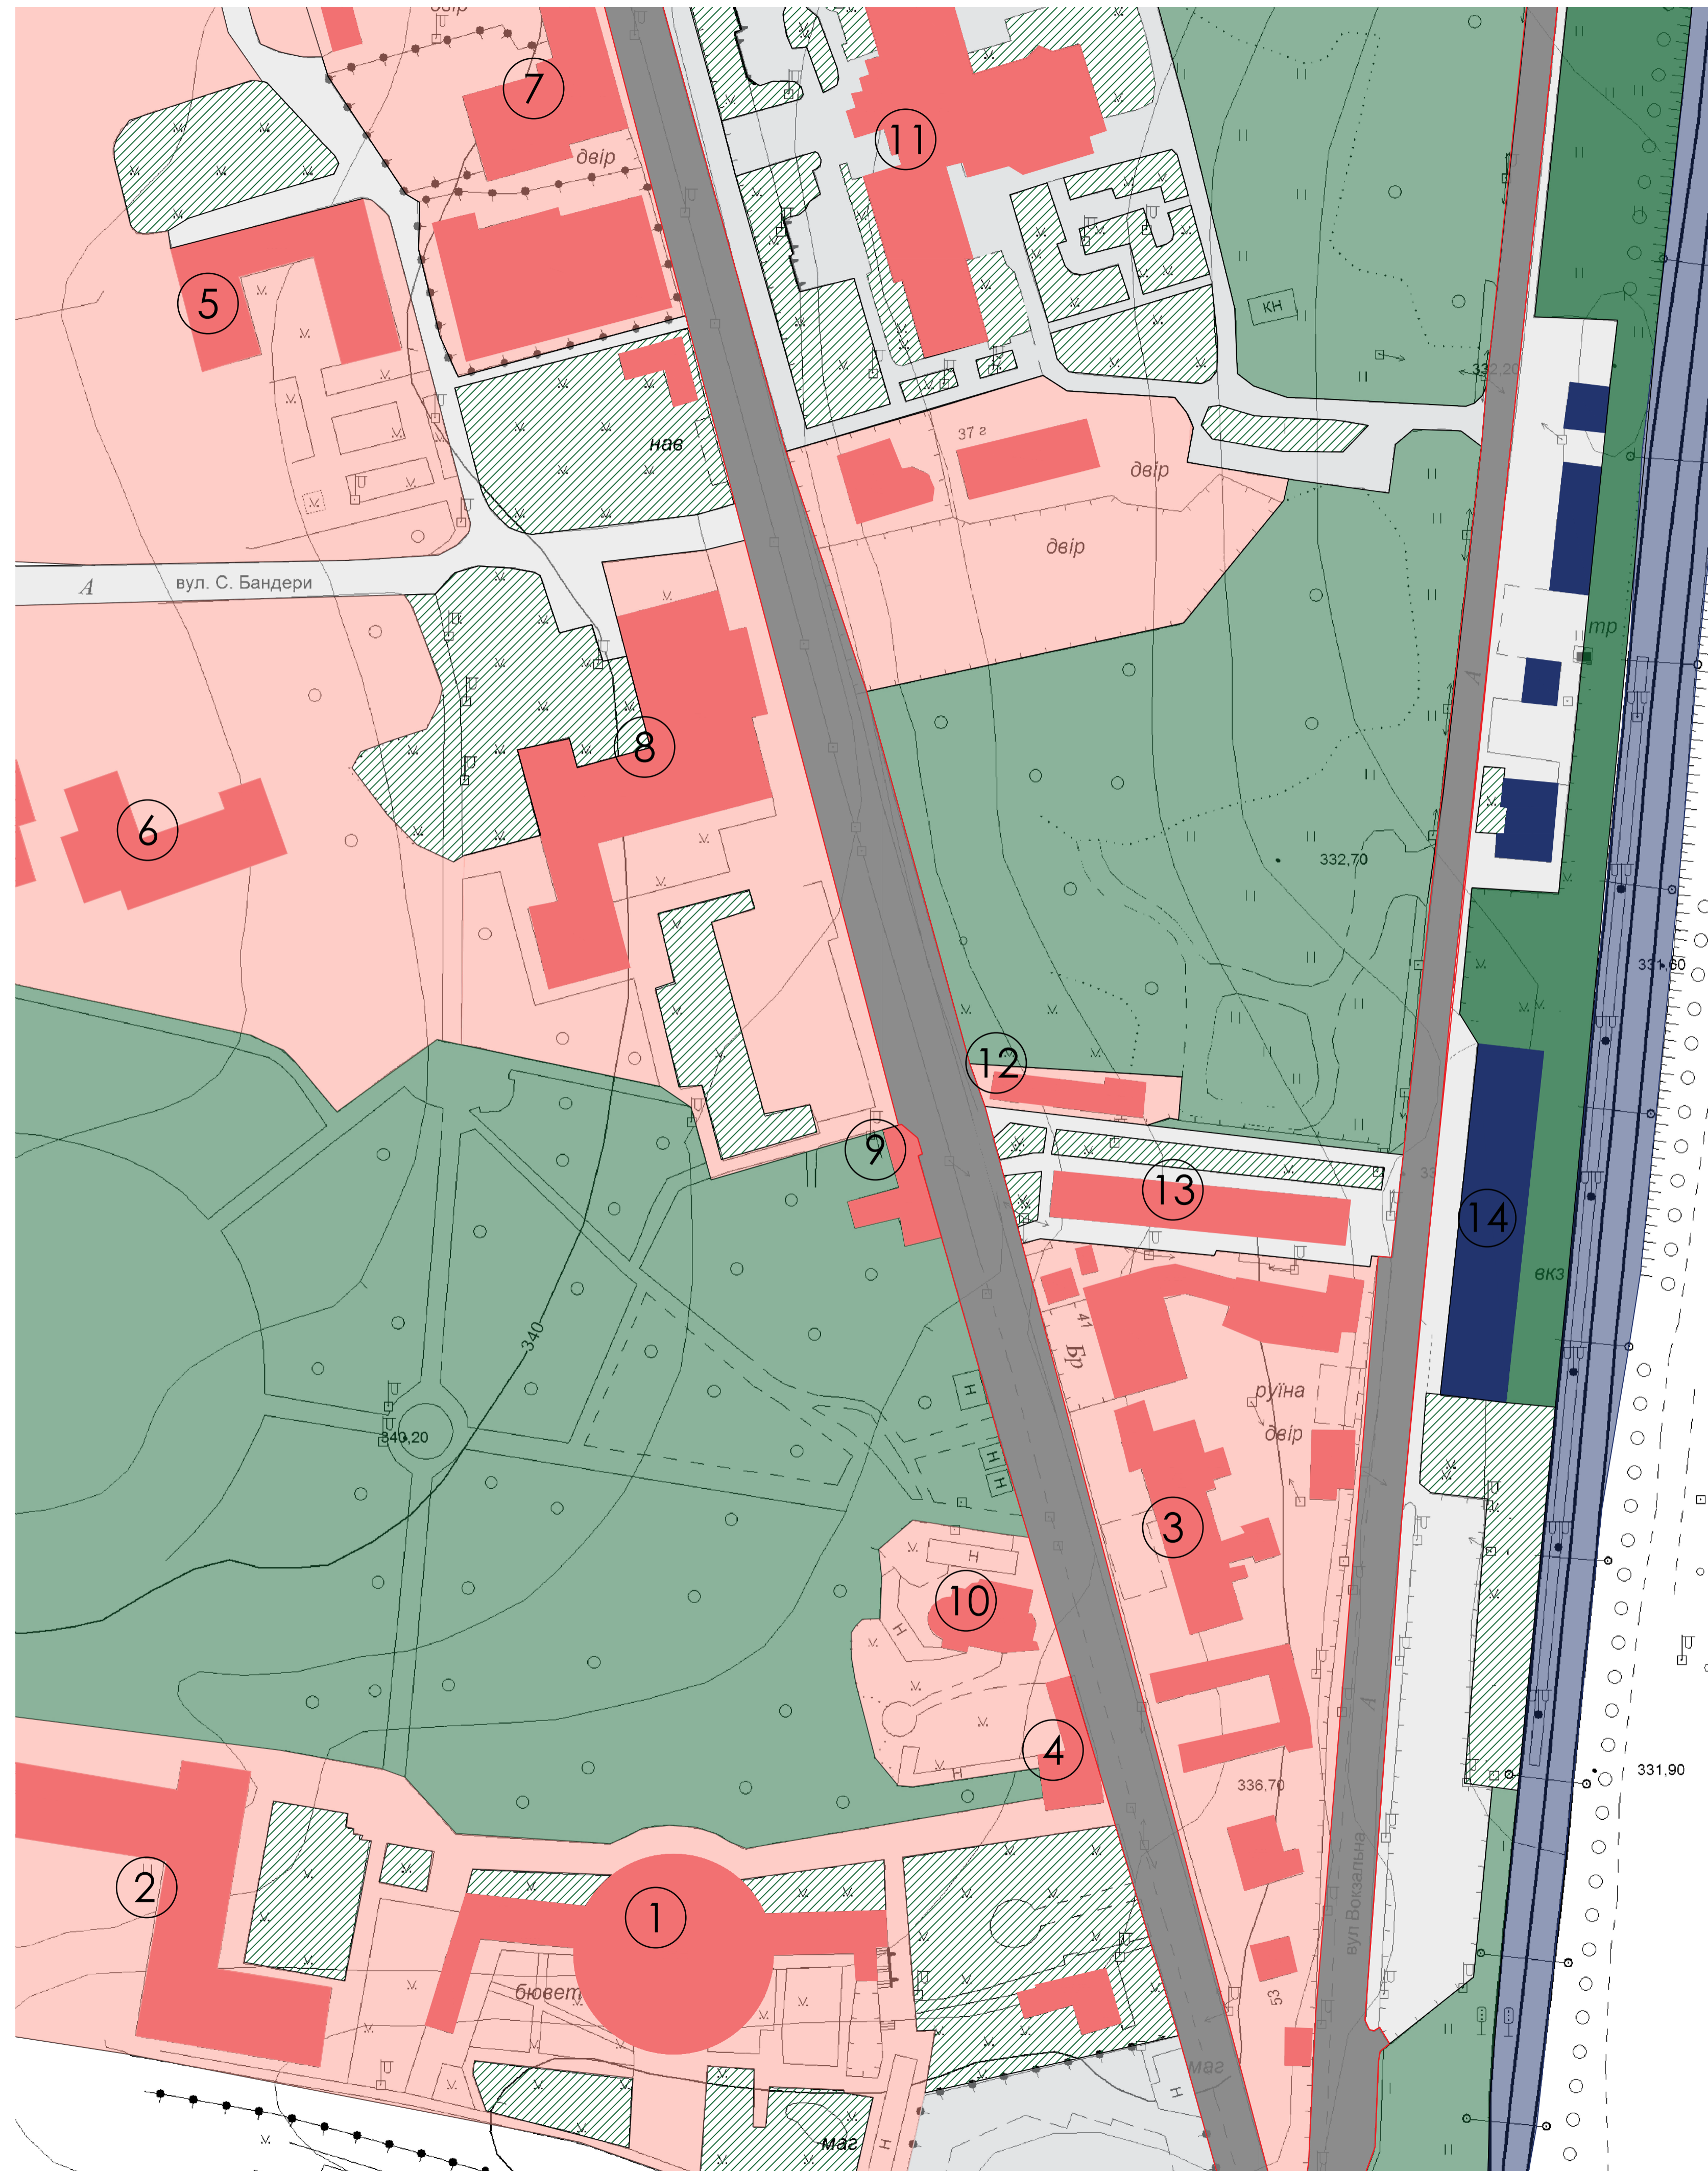 двір
7
двір
11
5
КН
332,20
нав
37 г
двір
двір
А
вул. С. Бандери
тр
А
8
6
332,70
331,60
12
9
13
14
вкз
41
Бр
340
340,20
руїна
двір
Н
Н
Н
3
Н
10
Н
4
Н
А
336,70
331,90
2
1
вул Вокзальна
бювет
53
маг
Н
маг
Н